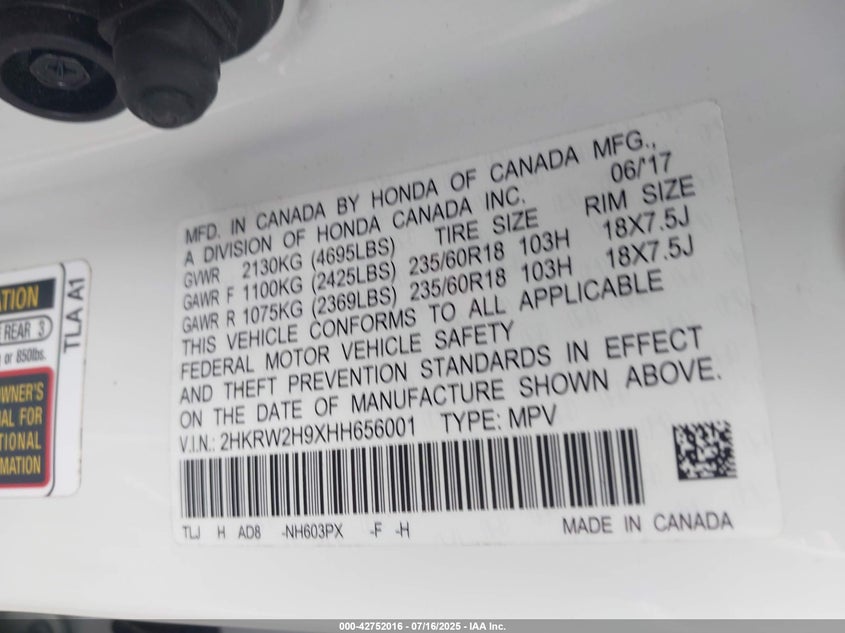 MFD. IN CANADA BY HONDA OF CANADA MFG.,
A DIVISION OF HONDA CANADA INC. 06/'17
GVWR 2130KG (4695LBS) TIRE SIZE RIM SIZE
GAWR F 1100KG (2425LBS) 235/60R18 103H 18X7.5J
GAWR R 1075KG (2369LBS) 235/60R18 103H 18X7.5J
THIS VEHICLE CONFORMS TO ALL APPLICABLE
FEDERAL MOTOR VEHICLE SAFETY
AND THEFT PREVENTION STANDARDS IN EFFECT
ON THE DATE OF MANUFACTURE SHOWN ABOVE.
V.I.N.: 2HKRW2H9XHH656001 TYPE: MPV
TLJ H AD8 -NH603PX -F -H MADE IN CANADA
TLA A1
REAR 3
or 850lbs.
OWNER'S
FOR
000-42752016 - 07/16/2025 - IAA Inc.